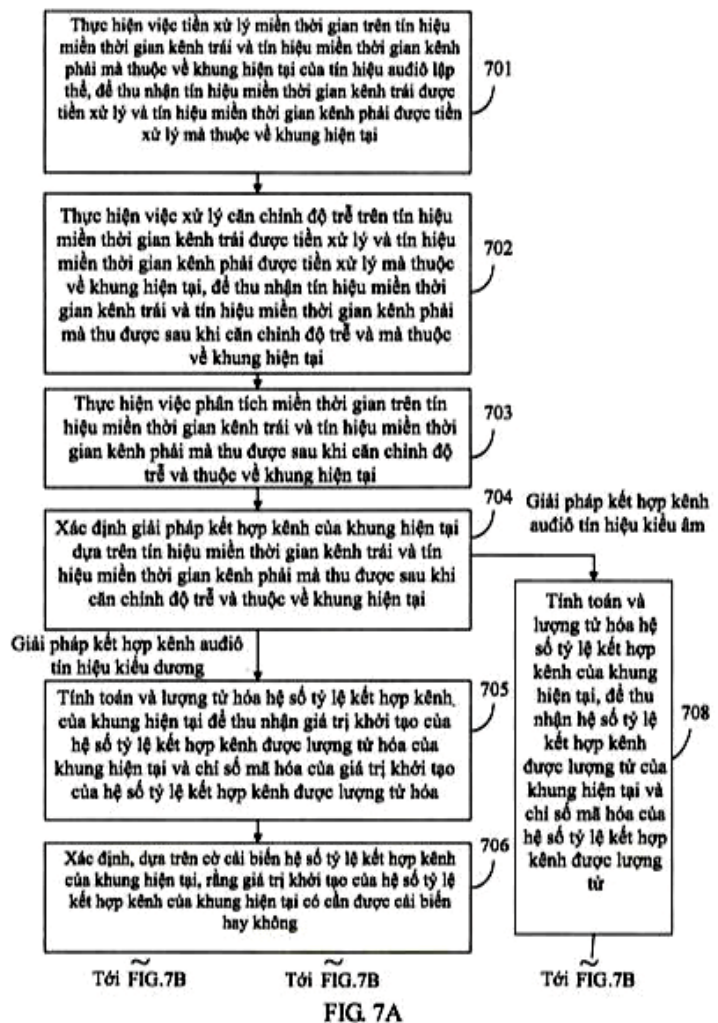 Thực hiện việc tiền xử lý miền thời gian trên tín hiệu
miền thời gian kênh trái và tín hiệu miền thời gian kênh
phải mà thuộc về khung hiện tại của tín hiệu auđiô lập
thể, để thu nhận tín hiệu miền thời gian kênh trái được
tiền xử lý và tín hiệu miền thời gian kênh phải được tiền
xử lý mà thuộc về khung hiện tại
701
Thực hiện việc xử lý căn chỉnh độ trễ trên tín hiệu
miền thời gian kênh trái được tiền xử lý và tín hiệu
miền thời gian kênh phải được tiền xử lý mà thuộc
về khung hiện tại, để thu nhận tín hiệu miền thời
gian kênh trái và tín hiệu miền thời gian kênh phải
mà thu được sau khi căn chỉnh độ trễ và mà thuộc
về khung hiện tại
702
Thực hiện việc phân tích miền thời gian trên tín
hiệu miền thời gian kênh trái và tín hiệu miền thời
gian kênh phải mà thu được sau khi căn chỉnh độ
trễ và thuộc về khung hiện tại
703
Xác định giải pháp kết hợp kênh của khung hiện tại
dựa trên tín hiệu miền thời gian kênh trái và tín
hiệu miền thời gian kênh phải mà thu được sau khi
căn chỉnh độ trễ và thuộc về khung hiện tại
704
Giải pháp kết hợp kênh
auđiô tín hiệu kiểu âm
Giải pháp kết hợp kênh auđiô
tín hiệu kiểu dương
Tính toán và lượng tử hóa hệ số tỷ lệ kết hợp kênh
của khung hiện tại để thu nhận giá trị khởi tạo của
hệ số tỷ lệ kết hợp kênh được lượng tử hóa của
khung hiện tại và chỉ số mã hóa của giá trị khởi tạo
của hệ số tỷ lệ kết hợp kênh được lượng tử hóa
705
Xác định, dựa trên cờ cải biến hệ số tỷ lệ kết hợp kênh
của khung hiện tại, rằng giá trị khởi tạo của hệ số tỷ lệ
kết hợp kênh của khung hiện tại có cần được cải biến
hay không
706
Tính toán và
lượng tử hóa hệ
số tỷ lệ kết hợp
kênh của khung
hiện tại, để thu
nhận hệ số tỷ lệ
kết hợp kênh
được lượng tử của
khung hiện tại và
chỉ số mã hóa của
hệ số tỷ lệ kết hợp
kênh được lượng
tử
708
Tới FIG.7B
Tới FIG.7B
Tới FIG.7B
FIG. 7A